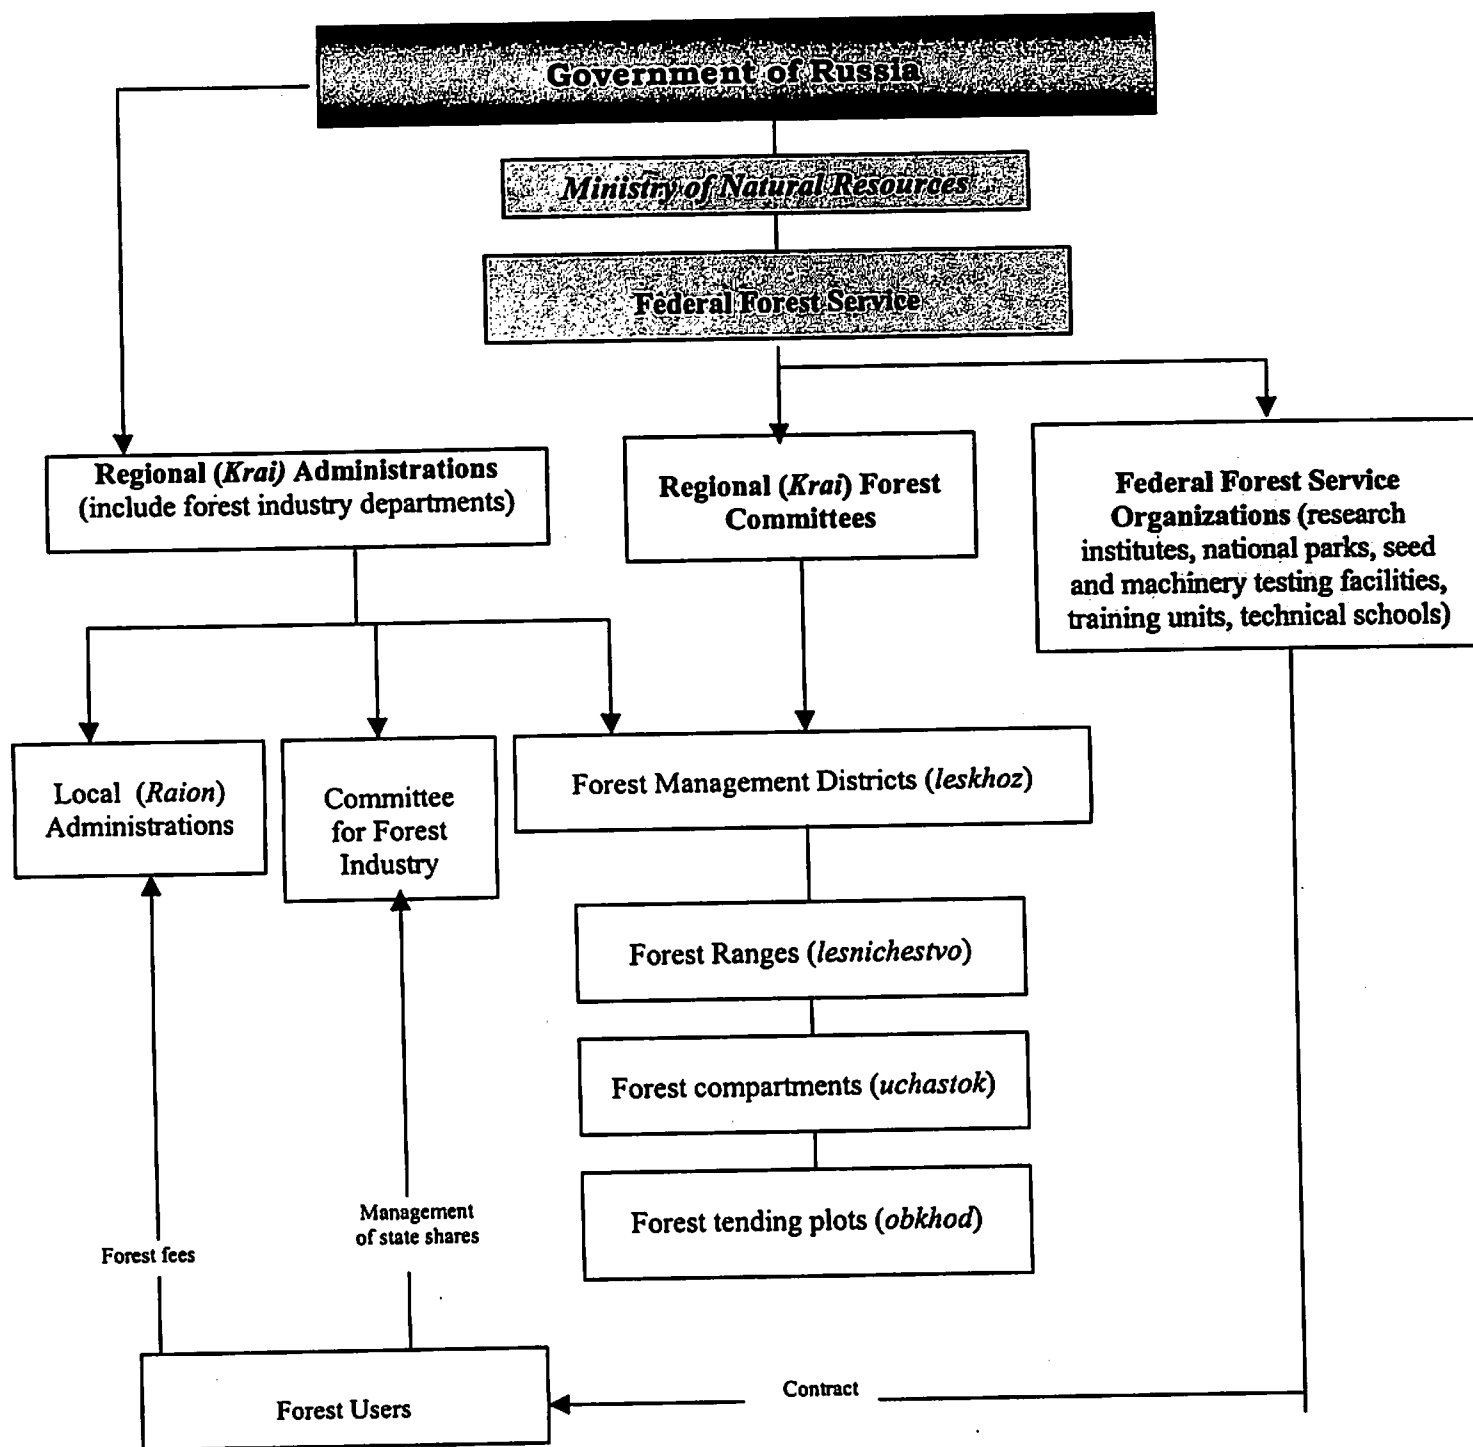 Government of Russia
Ministry of Natural Resources
Federal Forest Service
Regional (Krai) Administrations
(include forest industry departments)
Regional (Krai) Forest
Committees
Federal Forest Service
Organizations (research
institutes, national parks, seed
and machinery testing facilities,
training units, technical schools)
Local (Raion)
Administrations
Committee
for Forest
Industry
Forest Management Districts (leskhoz)
Forest Ranges (lesnichestvo)
Forest compartments (uchastok)
Forest tending plots (obkhod)
Management
of state shares
Forest fees
Contract
Forest Users